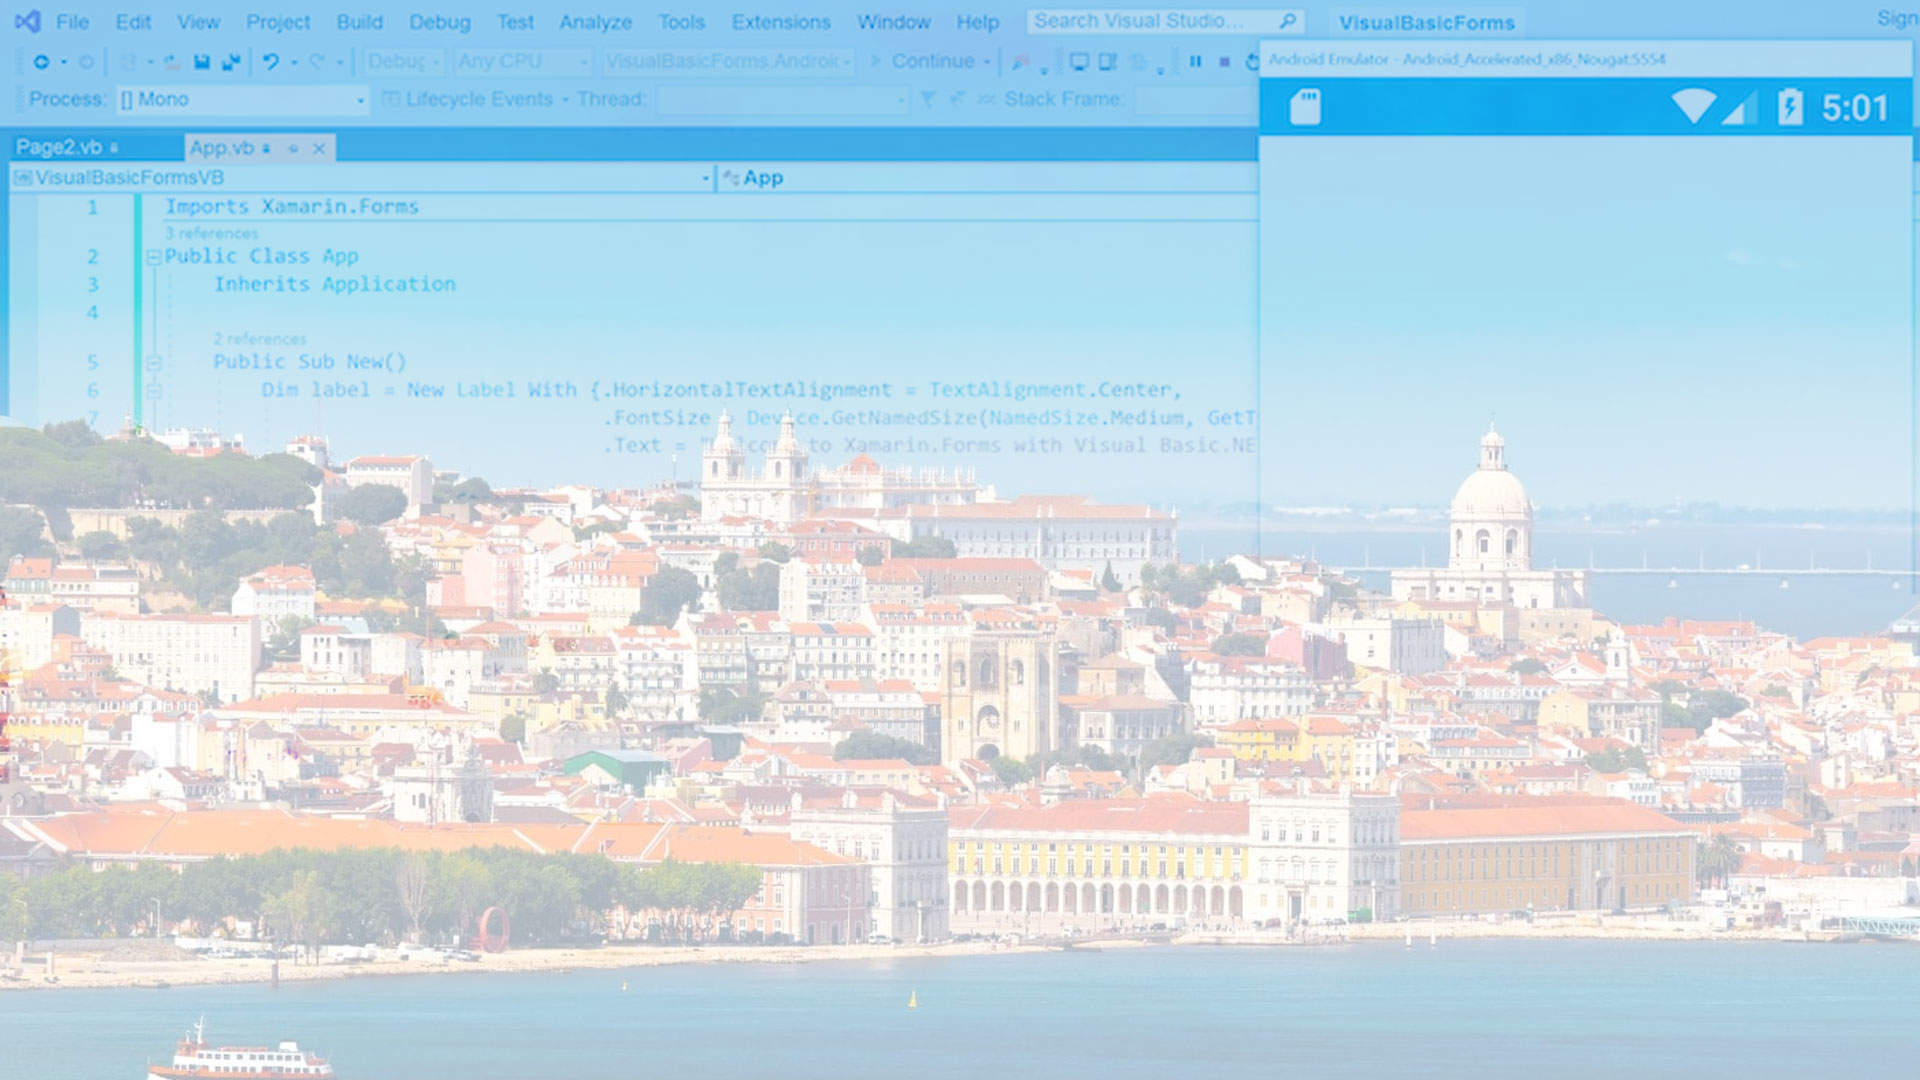 File Edit View Project Build Debug Test Analyze Tools Extensions Window Help Search Visual Studio... VisualBasicForms Sign
Debug Any CPU VisualBasicForms.Androi Continue
Process: [] Mono Lifecycle Events Thread: Stack Frame:
Android Emulator - Android_Accelerated_x86_Nougat:5554
5:01
Page2.vb App.vb
VisualBasicFormsVB App
1 Imports Xamarin.Forms
3 references
2 Public Class App
3 Inherits Application
4
2 references
5 Public Sub New()
6 Dim label = New Label With {.HorizontalTextAlignment = TextAlignment.Center,
7 .FontSize = Device.GetNamedSize(NamedSize.Medium, GetT
.Text = to Xamarin.Forms with Visual Basic.NE